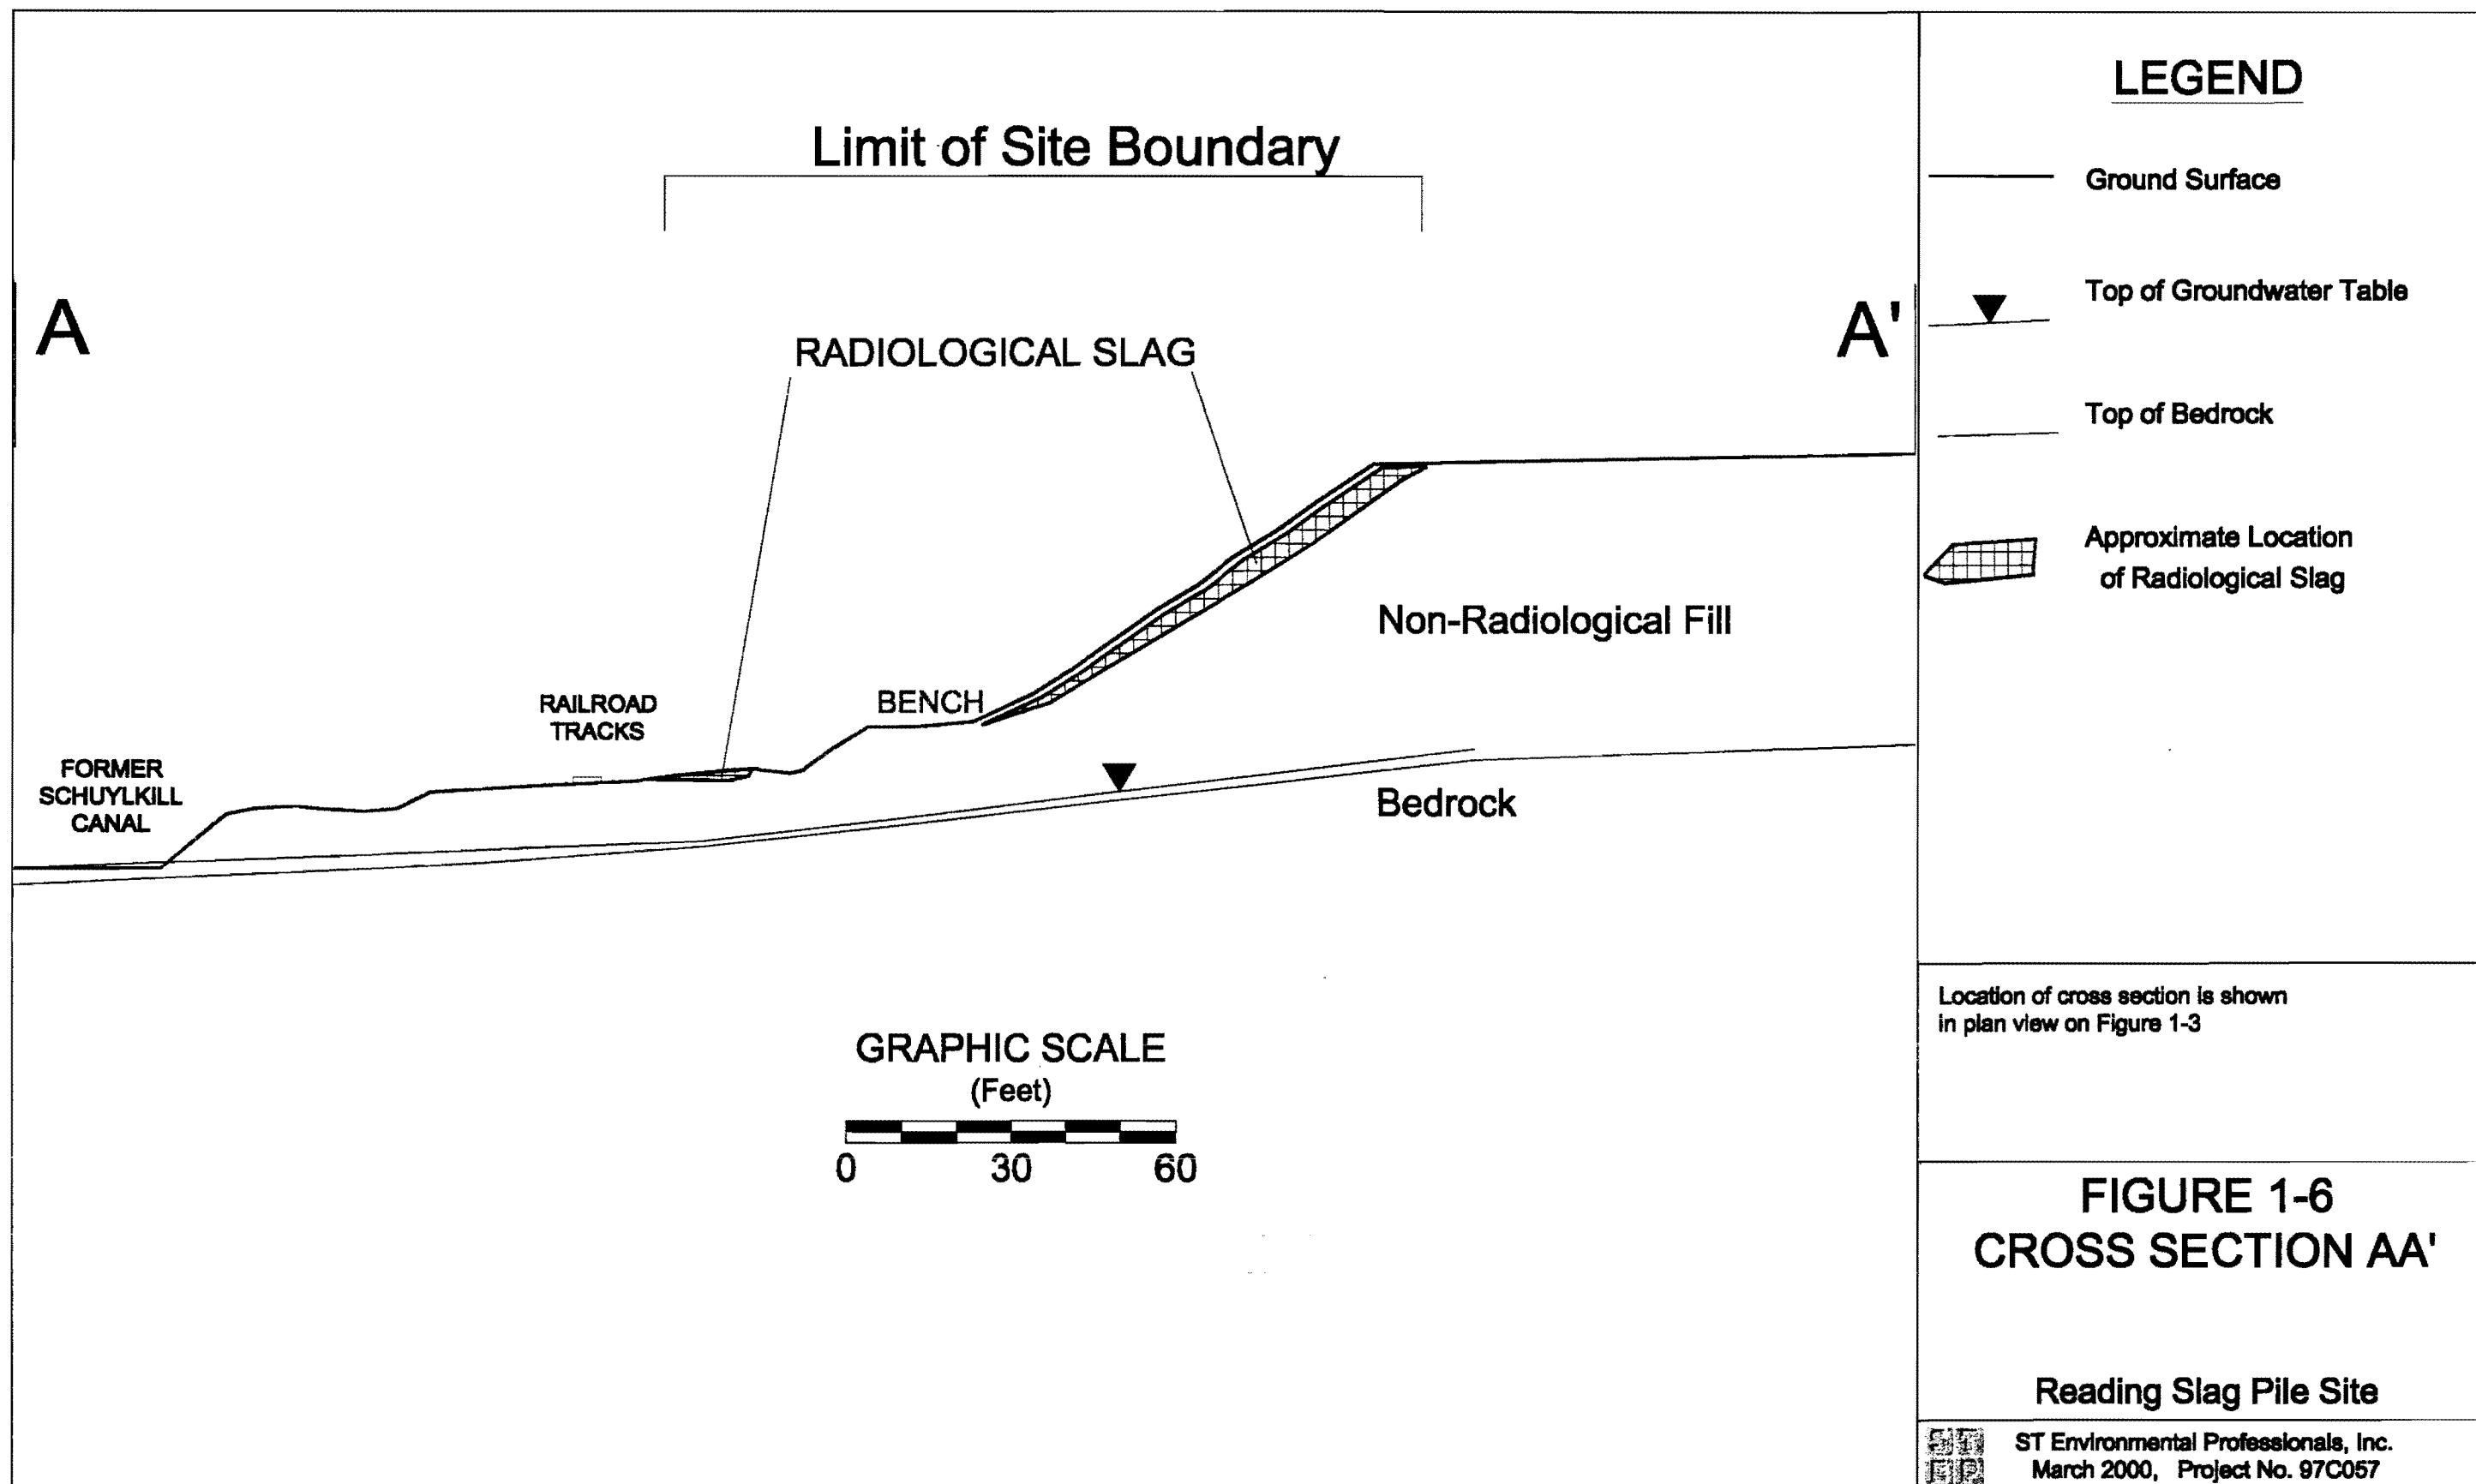 Limit of Site Boundary
A
A'
RADIOLOGICAL SLAG
Non-Radiological Fill
BENCH
RAILROAD
TRACKS
FORMER
SCHUYLKILL
CANAL
Bedrock
GRAPHIC SCALE
(Feet)
0 30 60
LEGEND
Ground Surface
Top of Groundwater Table
Top of Bedrock
Approximate Location
of Radiological Slag
Location of cross section is shown
in plan view on Figure 1-3
FIGURE 1-6
CROSS SECTION AA'
Reading Slag Pile Site
ST Environmental Professionals, Inc.
March 2000, Project No. 97C057